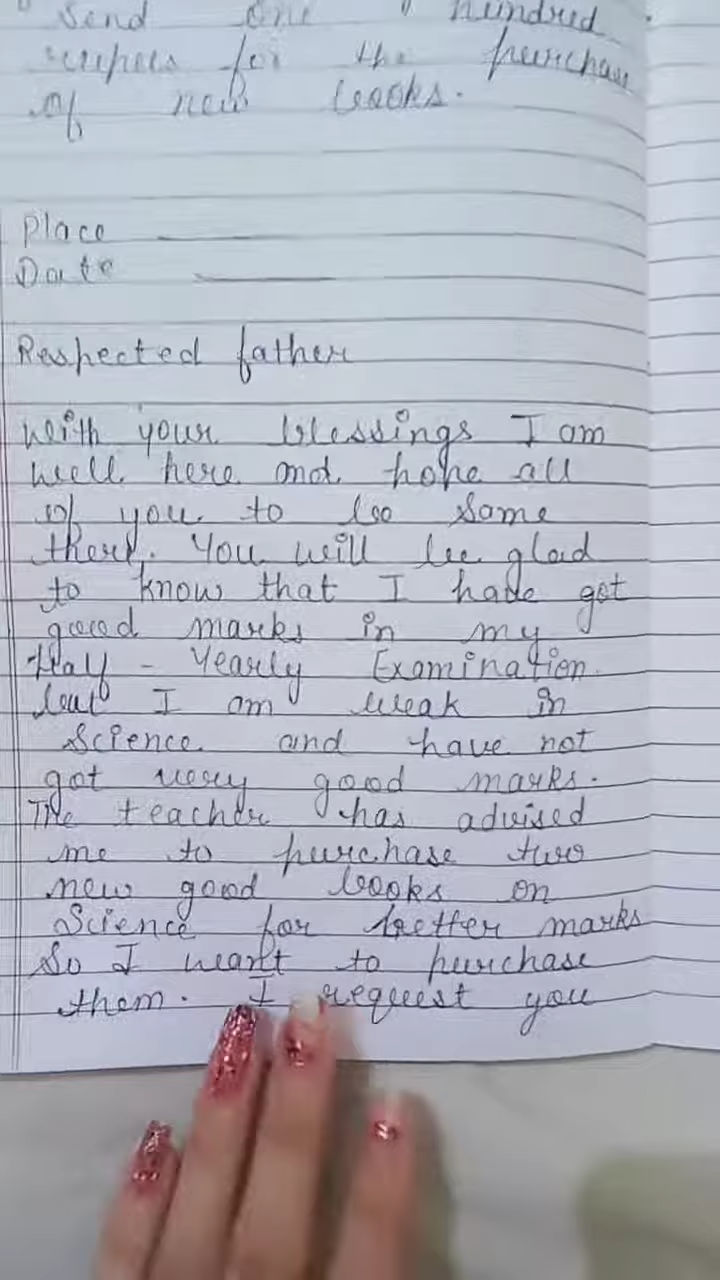 send one hundred
rupees for the purchase
of new books.
Place
Date
Respected father
With your blessings I am
well here and hope all
of you to be same
there. You will be glad
to know that I have got
good marks in my
Half - Yearly Examination
but I am weak in
Science and have not
got very good marks.
The teacher has advised
me to purchase two
new good books on
Science for better marks
So I want to purchase
them. I request you